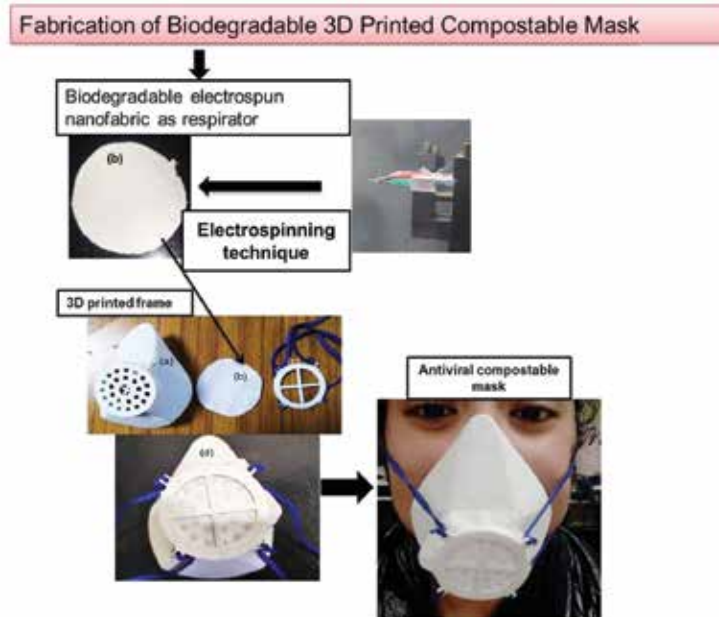 Fabrication of Biodegradable 3D Printed Compostable Mask
Biodegradable electrospun
nanofabric as respirator
(b)
Electrospinning
technique
3D printed frame
(a)
(b)
Antiviral compostable
mask
(d)